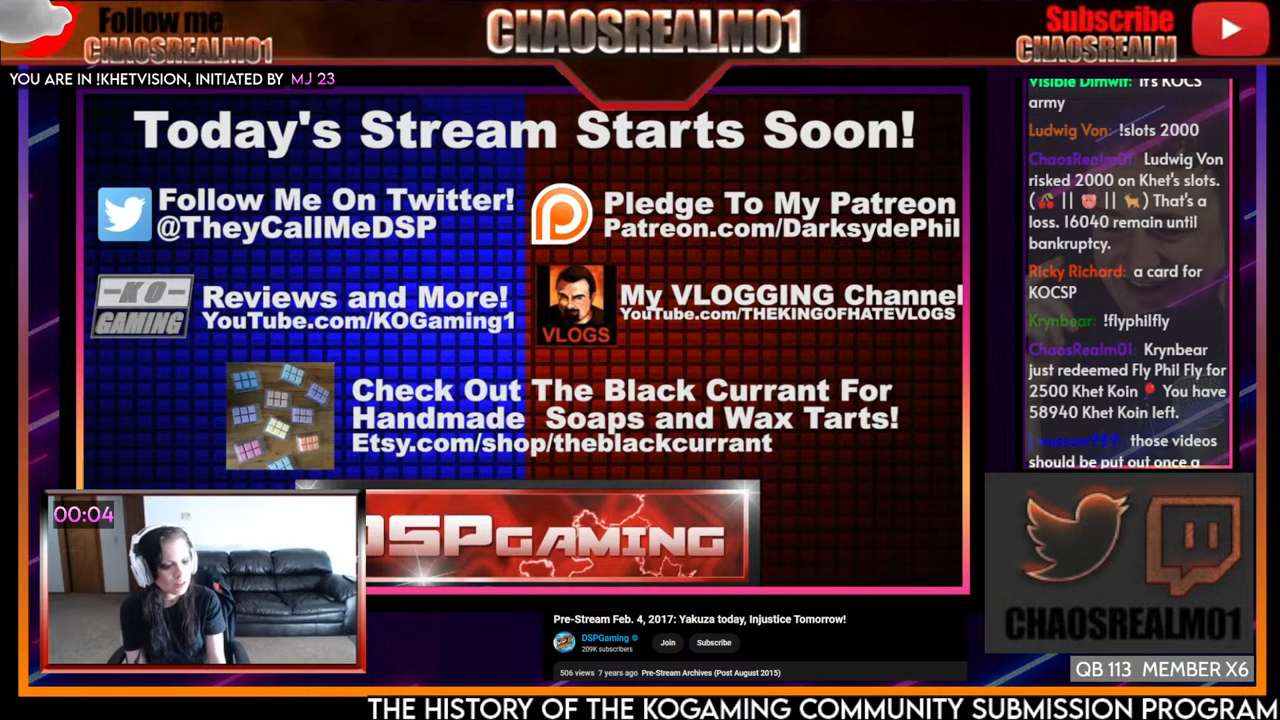 Follow me
CHAOSREALM01
CHAOSREALM01
Subscribe
CHAOSREALM
YOU ARE IN !KHETVISION, INITIATED BY MJ 23
Today's Stream Starts Soon!
Follow Me On Twitter!
@TheyCallMeDSP
Pledge To My Patreon
Patreon.com/DarksydePhil
-KO-
GAMING
Reviews and More!
YouTube.com/KOGaming1
VLOGS
My VLOGGING Channel
YouTube.com/THEKINGOFHATEVLOGS
Check Out The Black Currant For
Handmade Soaps and Wax Tarts!
Etsy.com/shop/theblackcurrant
DSPGAMING
00:04
Pre-Stream Feb. 4, 2017: Yakuza today, Injustice Tomorrow!
DSPGaming
209K subscribers
Join
Subscribe
506 views 7 years ago Pre-Stream Archives (Post August 2015)
Visible Dimwit: It's KOCS
army
Ludwig Von: !slots 2000
ChaosRealm01: Ludwig Von
risked 2000 on Khet's slots.
( || || ) That's a
loss. 16040 remain until
bankruptcy.
Ricky Richard: a card for
KOCSP
Krynbear: !flyphilfly
ChaosRealm01: Krynbear
just redeemed Fly Phil Fly for
2500 Khet Koin You have
58940 Khet Koin left.
those videos
should be put out once a
CHAOSREALM01
QB 113 MEMBER X6
THE HISTORY OF THE KOGAMING COMMUNITY SUBMISSION PROGRAM